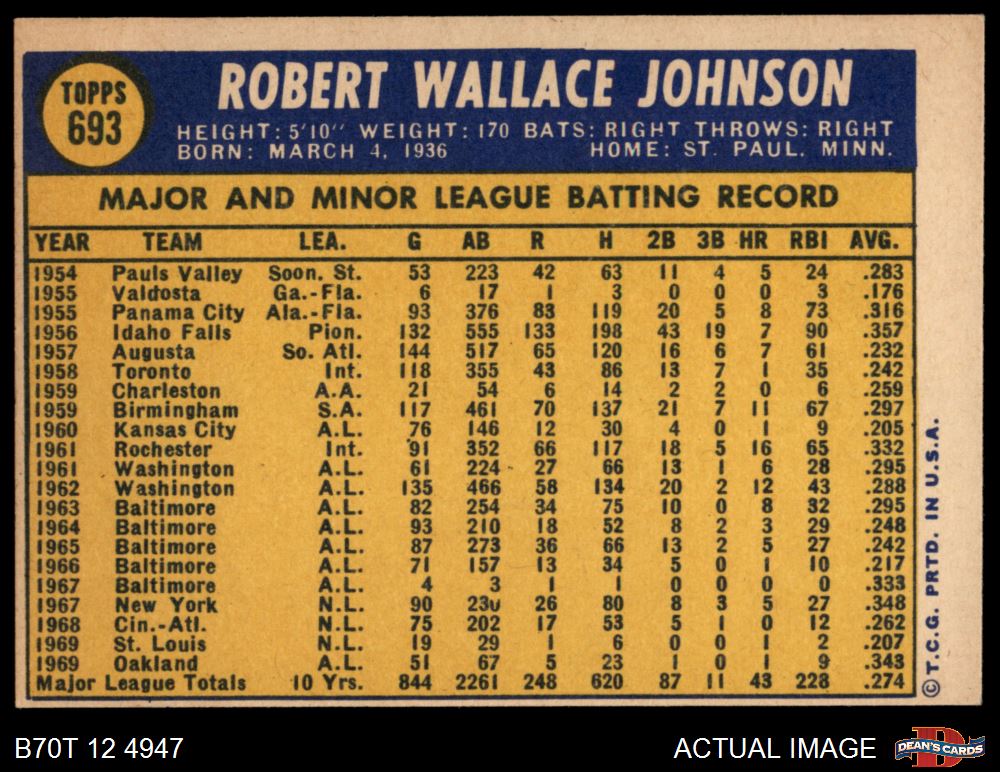 TOPPS
693
ROBERT WALLACE JOHNSON
HEIGHT: 5'10" WEIGHT: 170 BATS: RIGHT THROWS: RIGHT
BORN: MARCH 4, 1936 HOME: ST. PAUL, MINN.
MAJOR AND MINOR LEAGUE BATTING RECORD
YEAR TEAM LEA. G AB R H 2B 3B HR RBI AVG.
1954 Pauls Valley Soon. St. 53 223 42 63 11 4 5 24 .283
1955 Valdosta Ga.-Fla. 6 17 1 3 0 0 0 3 .176
1955 Panama City Ala.-Fla. 93 376 83 119 20 5 8 73 .316
1956 Idaho Falls Pion. 132 555 133 198 43 19 7 90 .357
1957 Augusta So. Atl. 144 517 65 120 16 6 7 61 .232
1958 Toronto Int. 118 355 43 86 13 7 1 35 .242
1959 Charleston A.A. 21 54 6 14 2 2 0 6 .259
1959 Birmingham S.A. 117 461 70 137 21 7 11 67 .297
1960 Kansas City A.L. 76 146 12 30 4 0 1 9 .205
1961 Rochester Int. 91 352 66 117 18 5 16 65 .332
1961 Washington A.L. 61 224 27 66 13 1 6 28 .295
1962 Washington A.L. 135 466 58 134 20 2 12 43 .288
1963 Baltimore A.L. 82 254 34 75 10 0 8 32 .295
1964 Baltimore A.L. 93 210 18 52 8 2 3 29 .248
1965 Baltimore A.L. 87 273 36 66 13 2 5 27 .242
1966 Baltimore A.L. 71 157 13 34 5 0 1 10 .217
1967 Baltimore A.L. 4 3 1 1 0 0 0 0 .333
1967 New York N.L. 90 230 26 80 8 3 5 27 .348
1968 Cin.-Atl. N.L. 75 202 17 53 5 1 0 12 .262
1969 St. Louis N.L. 19 29 1 6 0 0 1 2 .207
1969 Oakland A.L. 51 67 5 23 1 0 1 9 .343
Major League Totals 10 Yrs. 844 2261 248 620 87 11 43 228 .274
© T.C.G. PRTD. IN U.S.A.
B70T 12 4947
ACTUAL IMAGE
DEAN'S CARDS